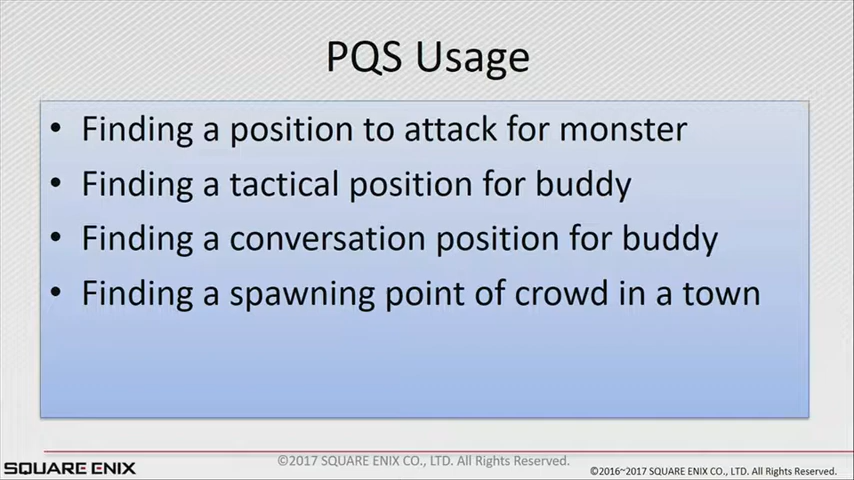 PQS Usage
• Finding a position to attack for monster
• Finding a tactical position for buddy
• Finding a conversation position for buddy
• Finding a spawning point of crowd in a town
©2017 SQUARE ENIX CO., LTD. All Rights Reserved.
SQUARE ENIX
©2016~2017 SQUARE ENIX CO., LTD. All Rights Reserved.